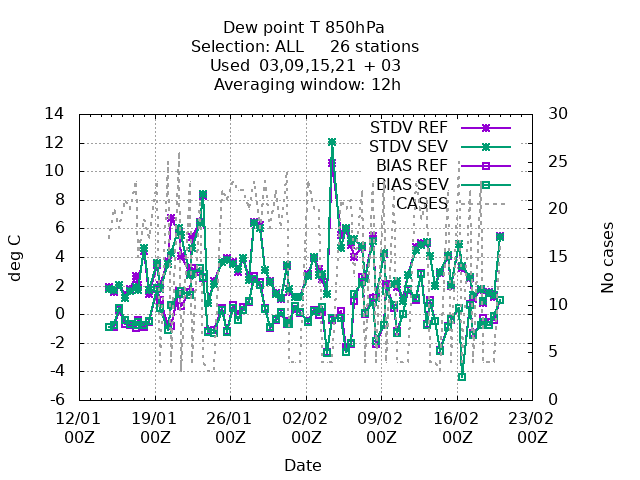 Dew point T 850hPa
Selection: ALL 26 stations
Used 03,09,15,21 + 03
Averaging window: 12h
14
12
10
8
6
4
2
0
-2
-4
-6
deg C
STDV REF
STDV SEV
BIAS REF
BIAS SEV
CASES
30
25
20
15
10
5
0
No cases
12/01 19/01 26/01 02/02 09/02 16/02 23/02
00Z 00Z 00Z 00Z 00Z 00Z 00Z
Date